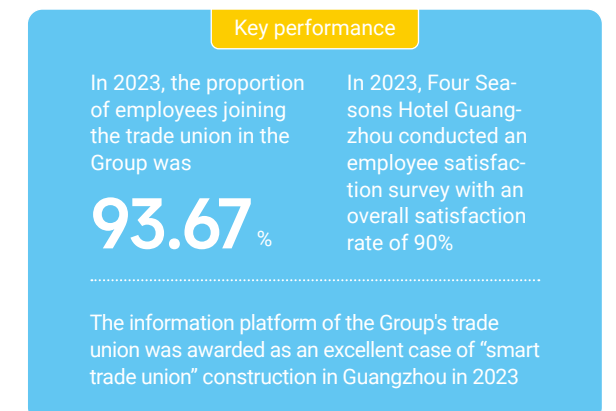 Key performance
In 2023, the proportion
of employees joining
the trade union in the
Group was
93.67 %
In 2023, Four Sea-
sons Hotel Guang-
zhou conducted an
employee satisfac-
tion survey with an
overall satisfaction
rate of 90%
The information platform of the Group's trade
union was awarded as an excellent case of “smart
trade union” construction in Guangzhou in 2023